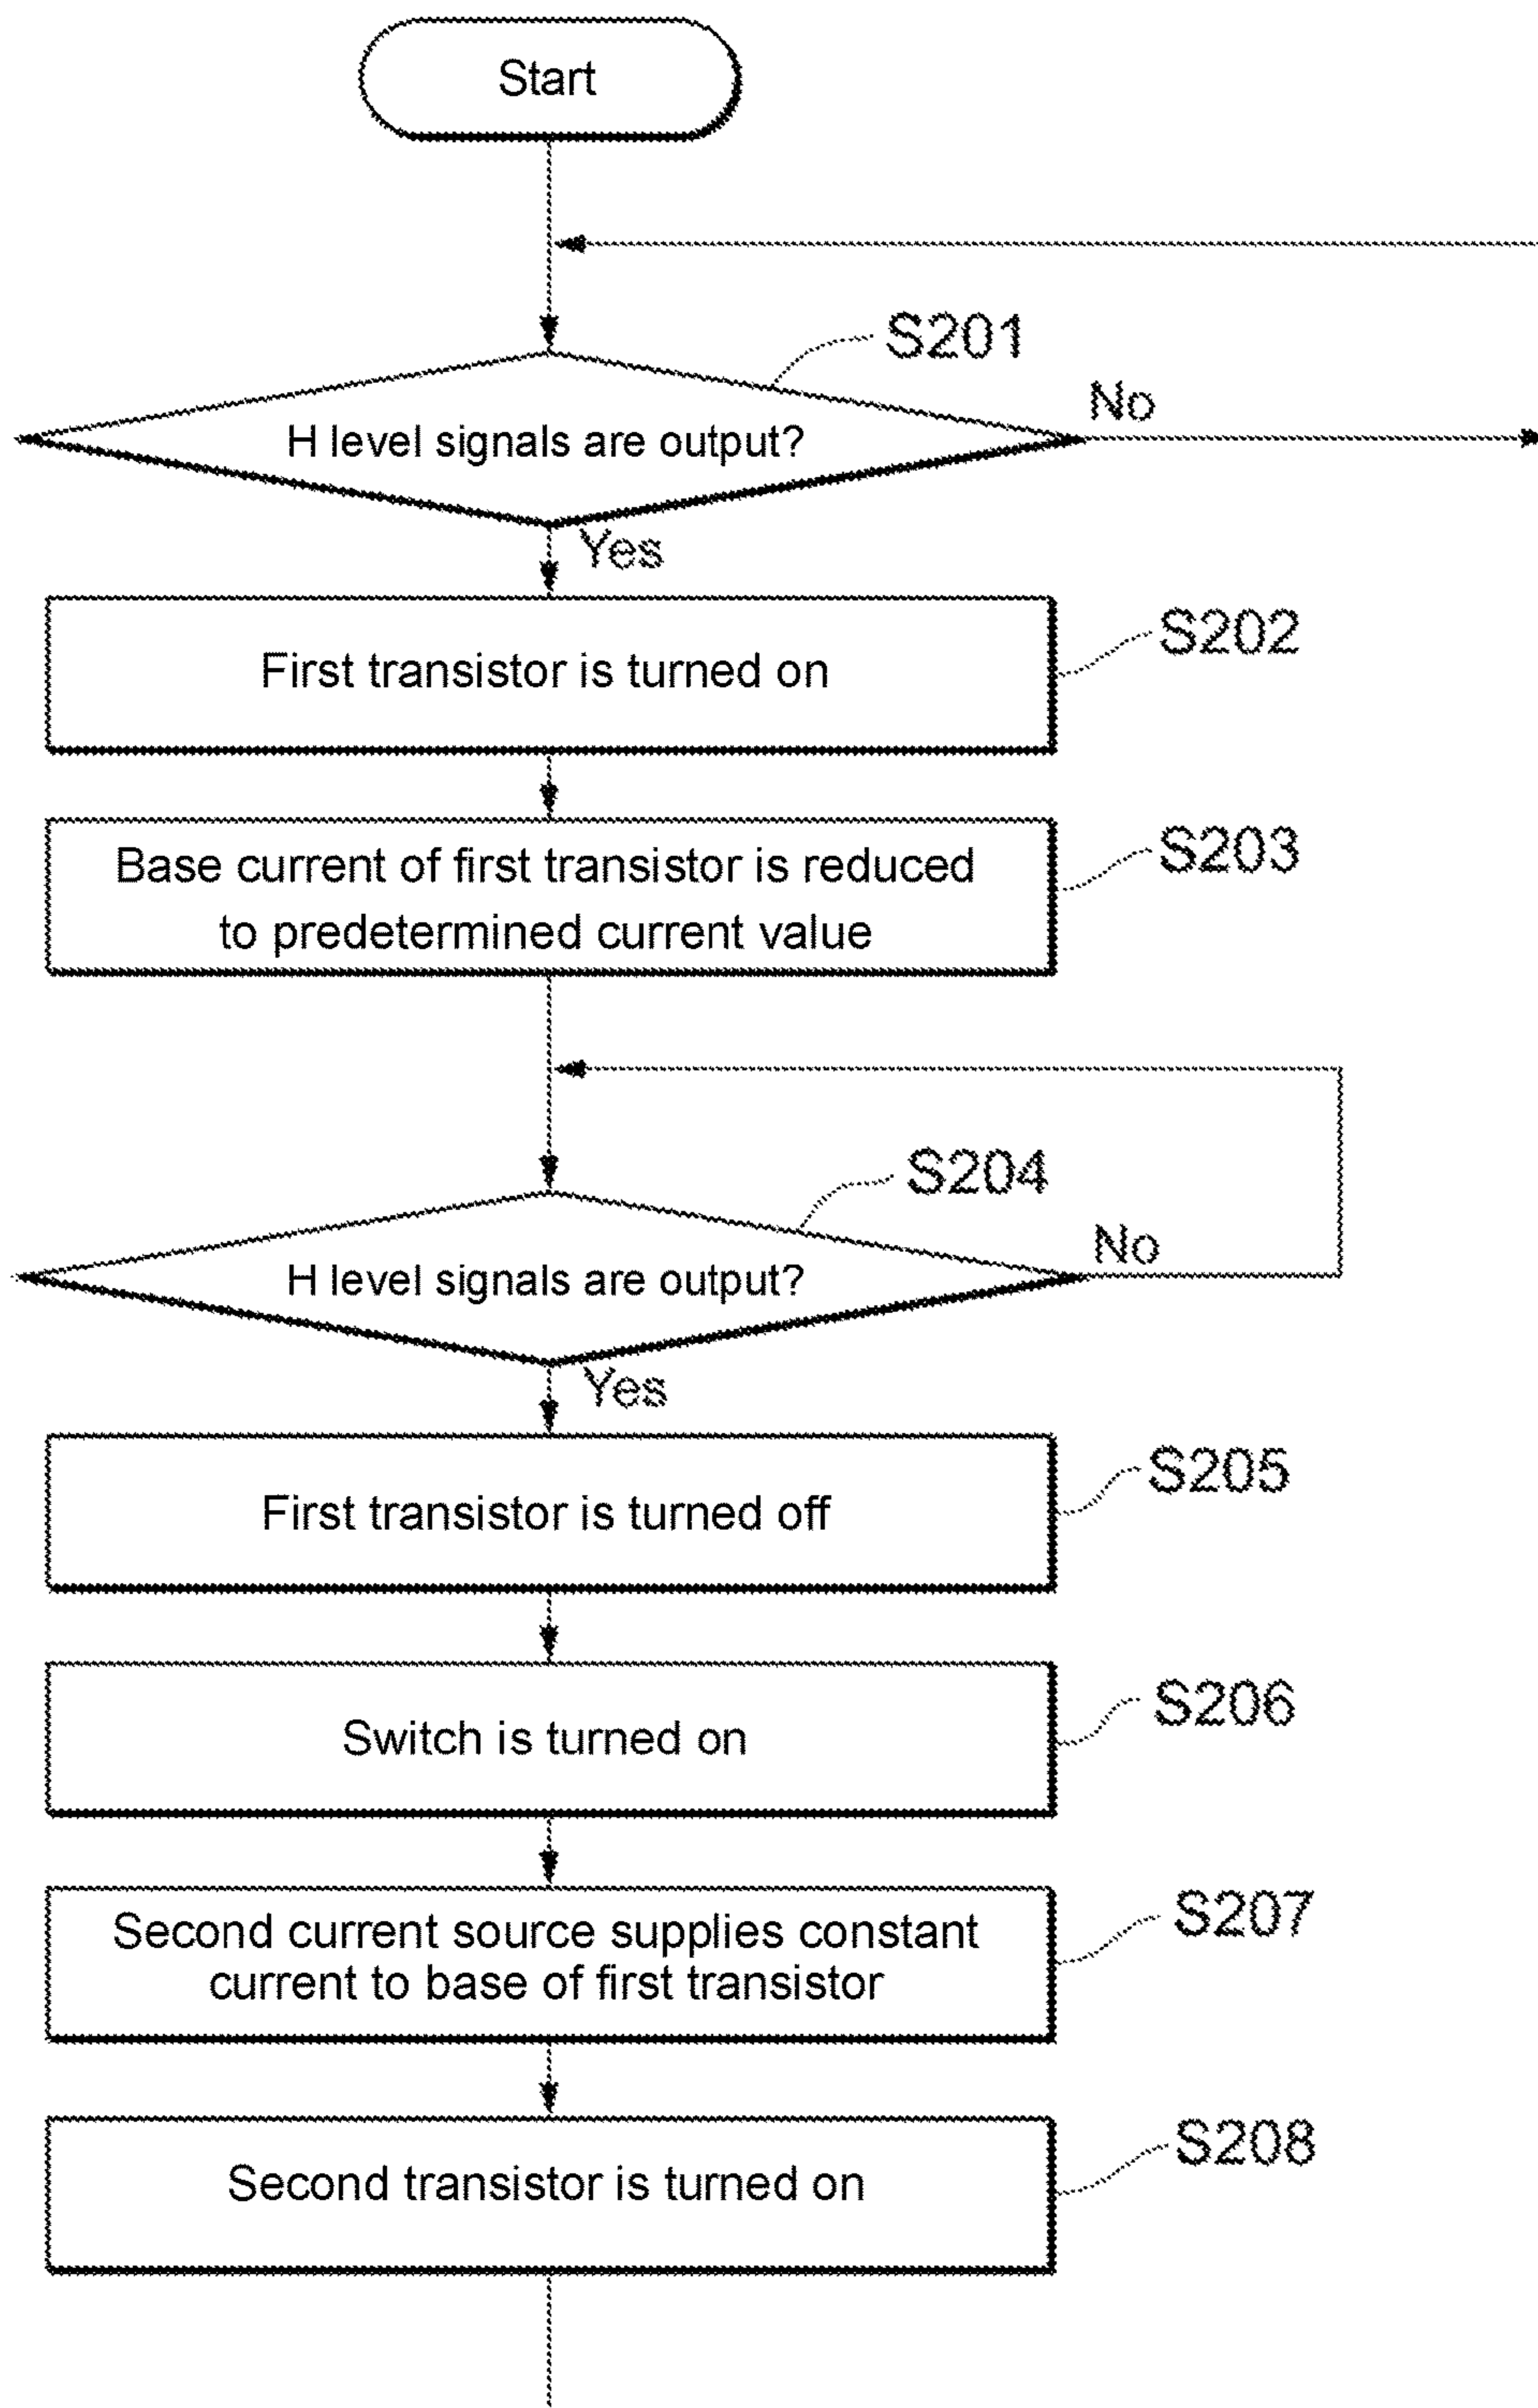 Start
S201
No
H level signals are output?
Yes
S202
First transistor is turned on
S203
Base current of first transistor is reduced
to predetermined current value
S204
No
H level signals are output?
Yes
S205
First transistor is turned off
S206
Switch is turned on
S207
Second current source supplies constant
current to base of first transistor
S208
Second transistor is turned on